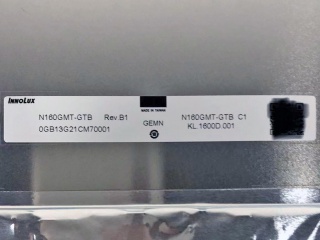 INNOLUX
MADE IN TAIWAN
N160GMT-GTB Rev.B1
GEMN
N160GMT-GTB C1
0GB13G21CM70001
KL.1600D.001